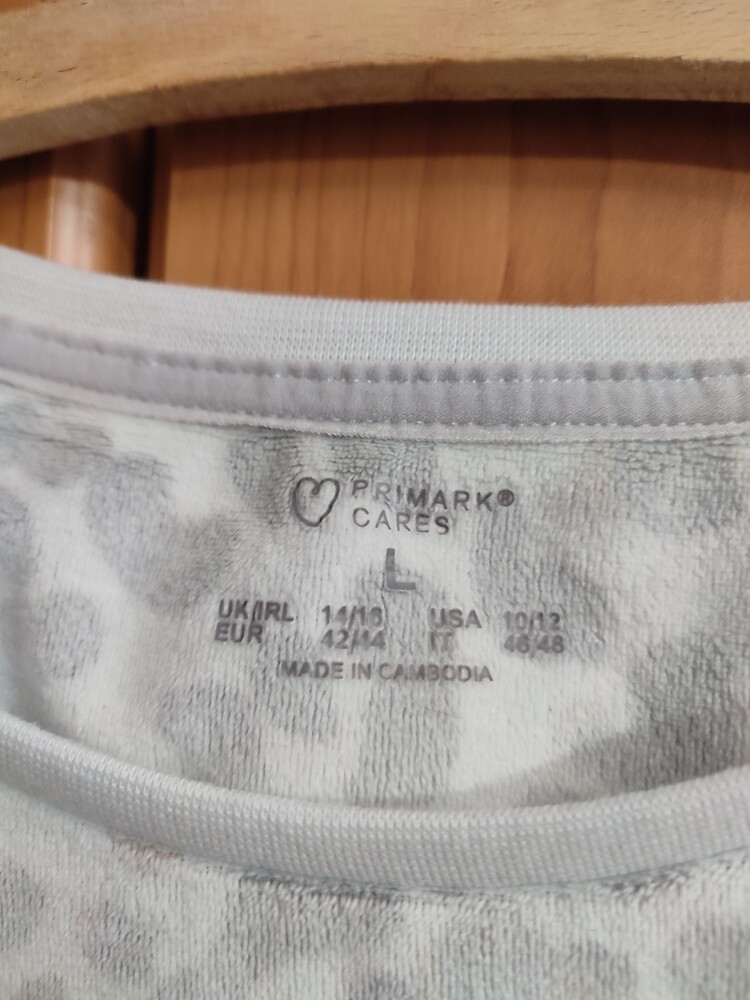 PRIMARK®
CARES
L
UK/IRL 14/16 USA 10/12
EUR 42/44 IT 46/48
MADE IN CAMBODIA